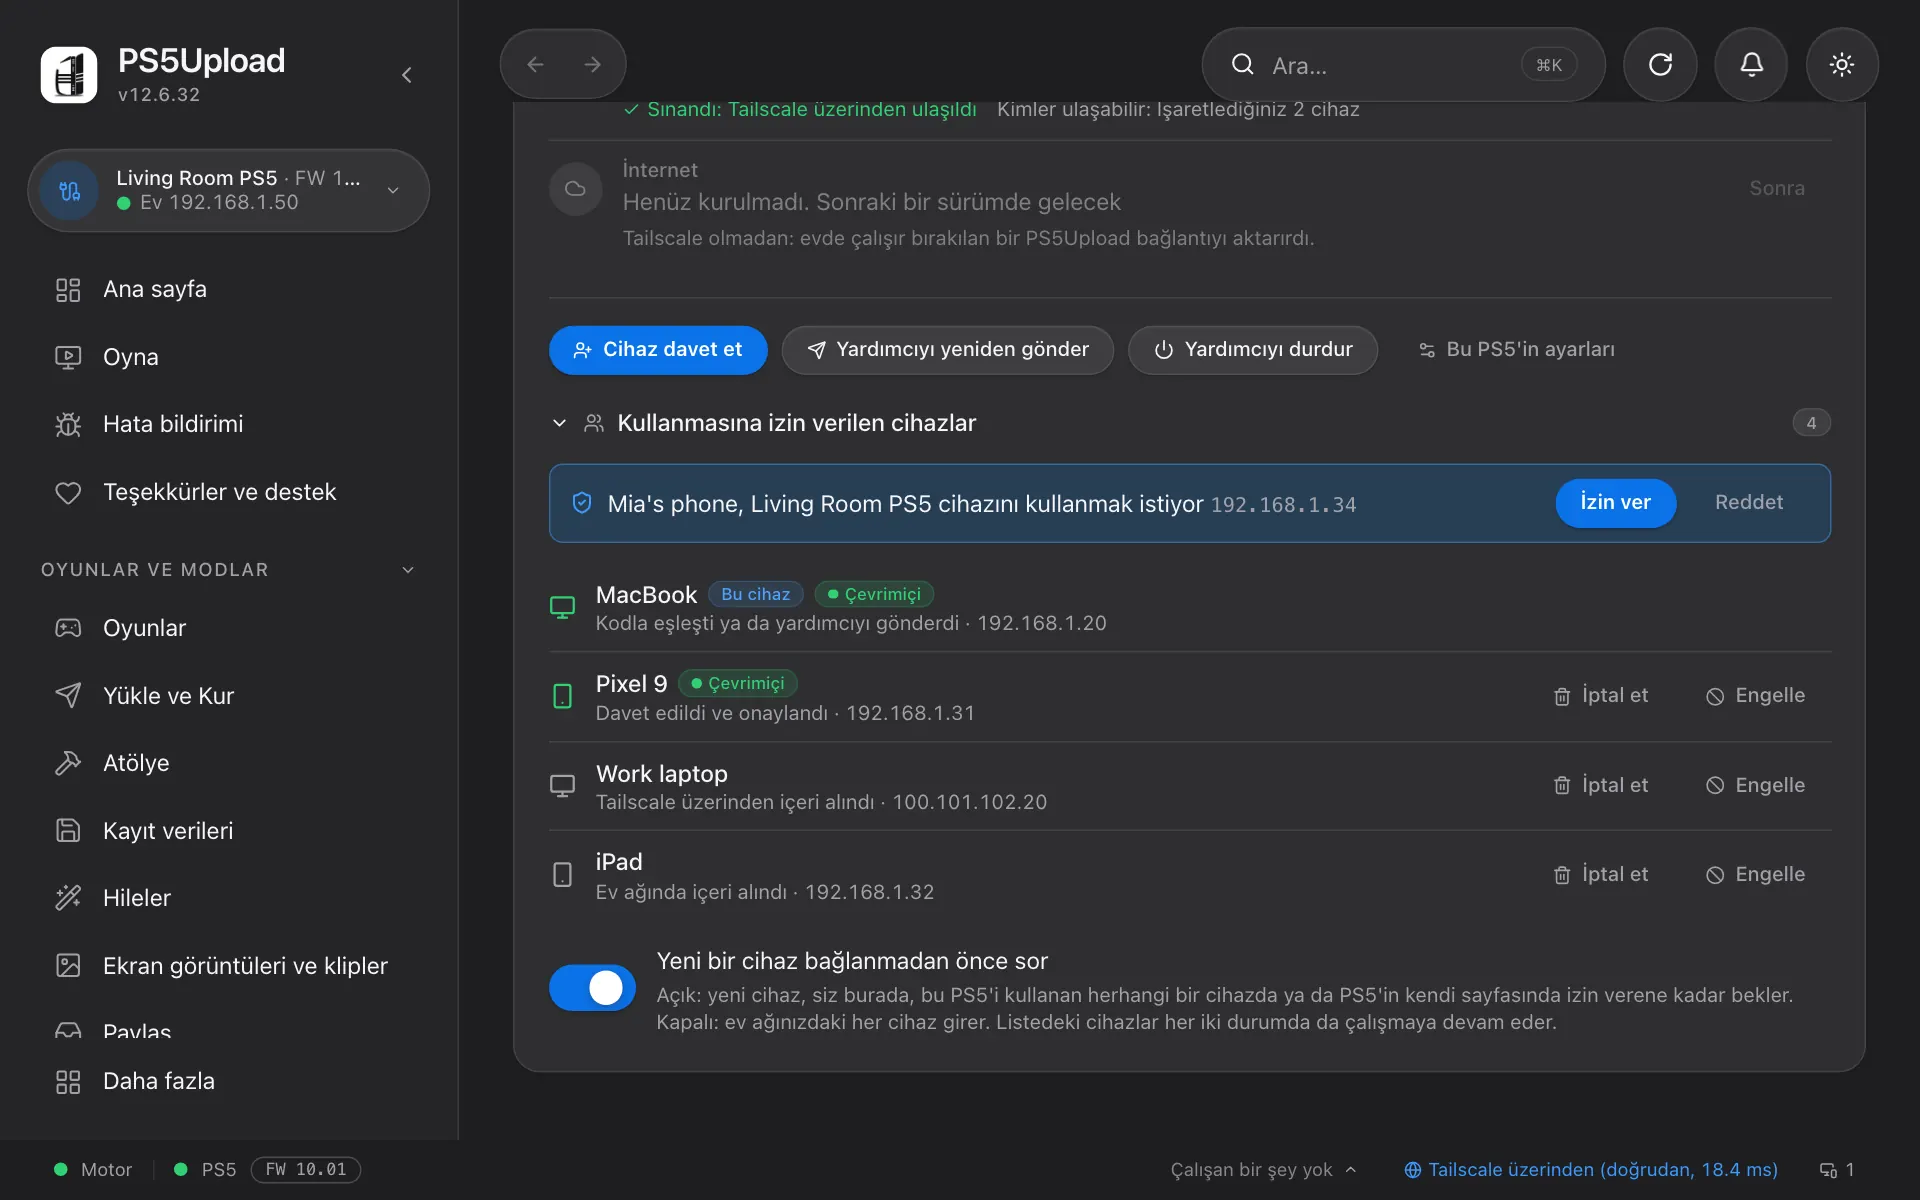 PS5Upload
v12.6.32
Living Room PS5 · FW 1...
Ev 192.168.1.50
Ana sayfa
Oyna
Hata bildirimi
Teşekkürler ve destek
OYUNLAR VE MODLAR
Oyunlar
Yükle ve Kur
Atölye
Kayıt verileri
Hileler
Ekran görüntüleri ve klipler
Paylaş
Daha fazla
Ara...
⌘K
Sınandı: Tailscale üzerinden ulaşıldı Kimler ulaşabilir: İşaretlediğiniz 2 cihaz
İnternet
Henüz kurulmadı. Sonraki bir sürümde gelecek
Sonra
Tailscale olmadan: evde çalışır bırakılan bir PS5Upload bağlantıyı aktarırdı.
Cihaz davet et
Yardımcıyı yeniden gönder
Yardımcıyı durdur
Bu PS5'in ayarları
Kullanmasına izin verilen cihazlar
4
Mia's phone, Living Room PS5 cihazını kullanmak istiyor 192.168.1.34
İzin ver
Reddet
MacBook Bu cihaz Çevrimiçi
Kodla eşleşti ya da yardımcıyı gönderdi · 192.168.1.20
Pixel 9 Çevrimiçi
Davet edildi ve onaylandı · 192.168.1.31
İptal et
Engelle
Work laptop
Tailscale üzerinden içeri alındı · 100.101.102.20
İptal et
Engelle
iPad
Ev ağında içeri alındı · 192.168.1.32
İptal et
Engelle
Yeni bir cihaz bağlanmadan önce sor
Açık: yeni cihaz, siz burada, bu PS5'i kullanan herhangi bir cihazda ya da PS5'in kendi sayfasında izin verene kadar bekler.
Kapalı: ev ağınızdaki her cihaz girer. Listedeki cihazlar her iki durumda da çalışmaya devam eder.
Motor
PS5
FW 10.01
Çalışan bir şey yok
Tailscale üzerinden (doğrudan, 18.4 ms)
1